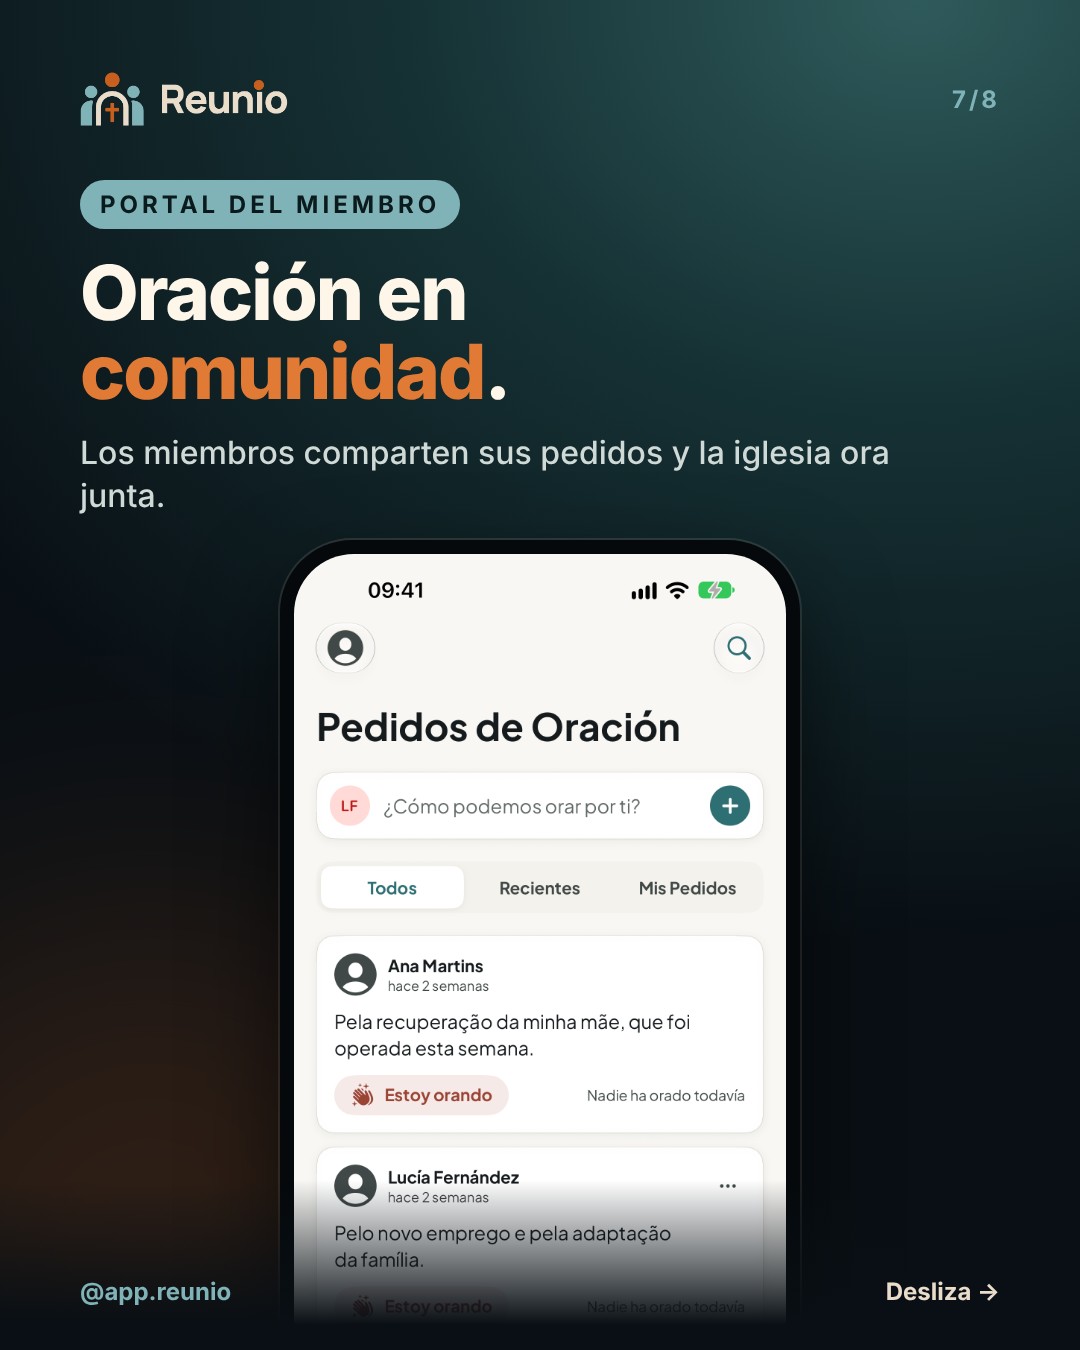 Reunio
7/8
PORTAL DEL MIEMBRO
Oración en
comunidad.
Los miembros comparten sus pedidos y la iglesia ora
junta.
09:41
Pedidos de Oración
LF ¿Cómo podemos orar por ti?
Todos Recientes Mis Pedidos
Ana Martins
hace 2 semanas
Pela recuperação da minha mãe, que foi
operada esta semana.
Estoy orando Nadie ha orado todavía
Lucía Fernández
hace 2 semanas
Pelo novo emprego e pela adaptação
da família.
Estoy orando Nadie ha orado todavía
@app.reunio Desliza →